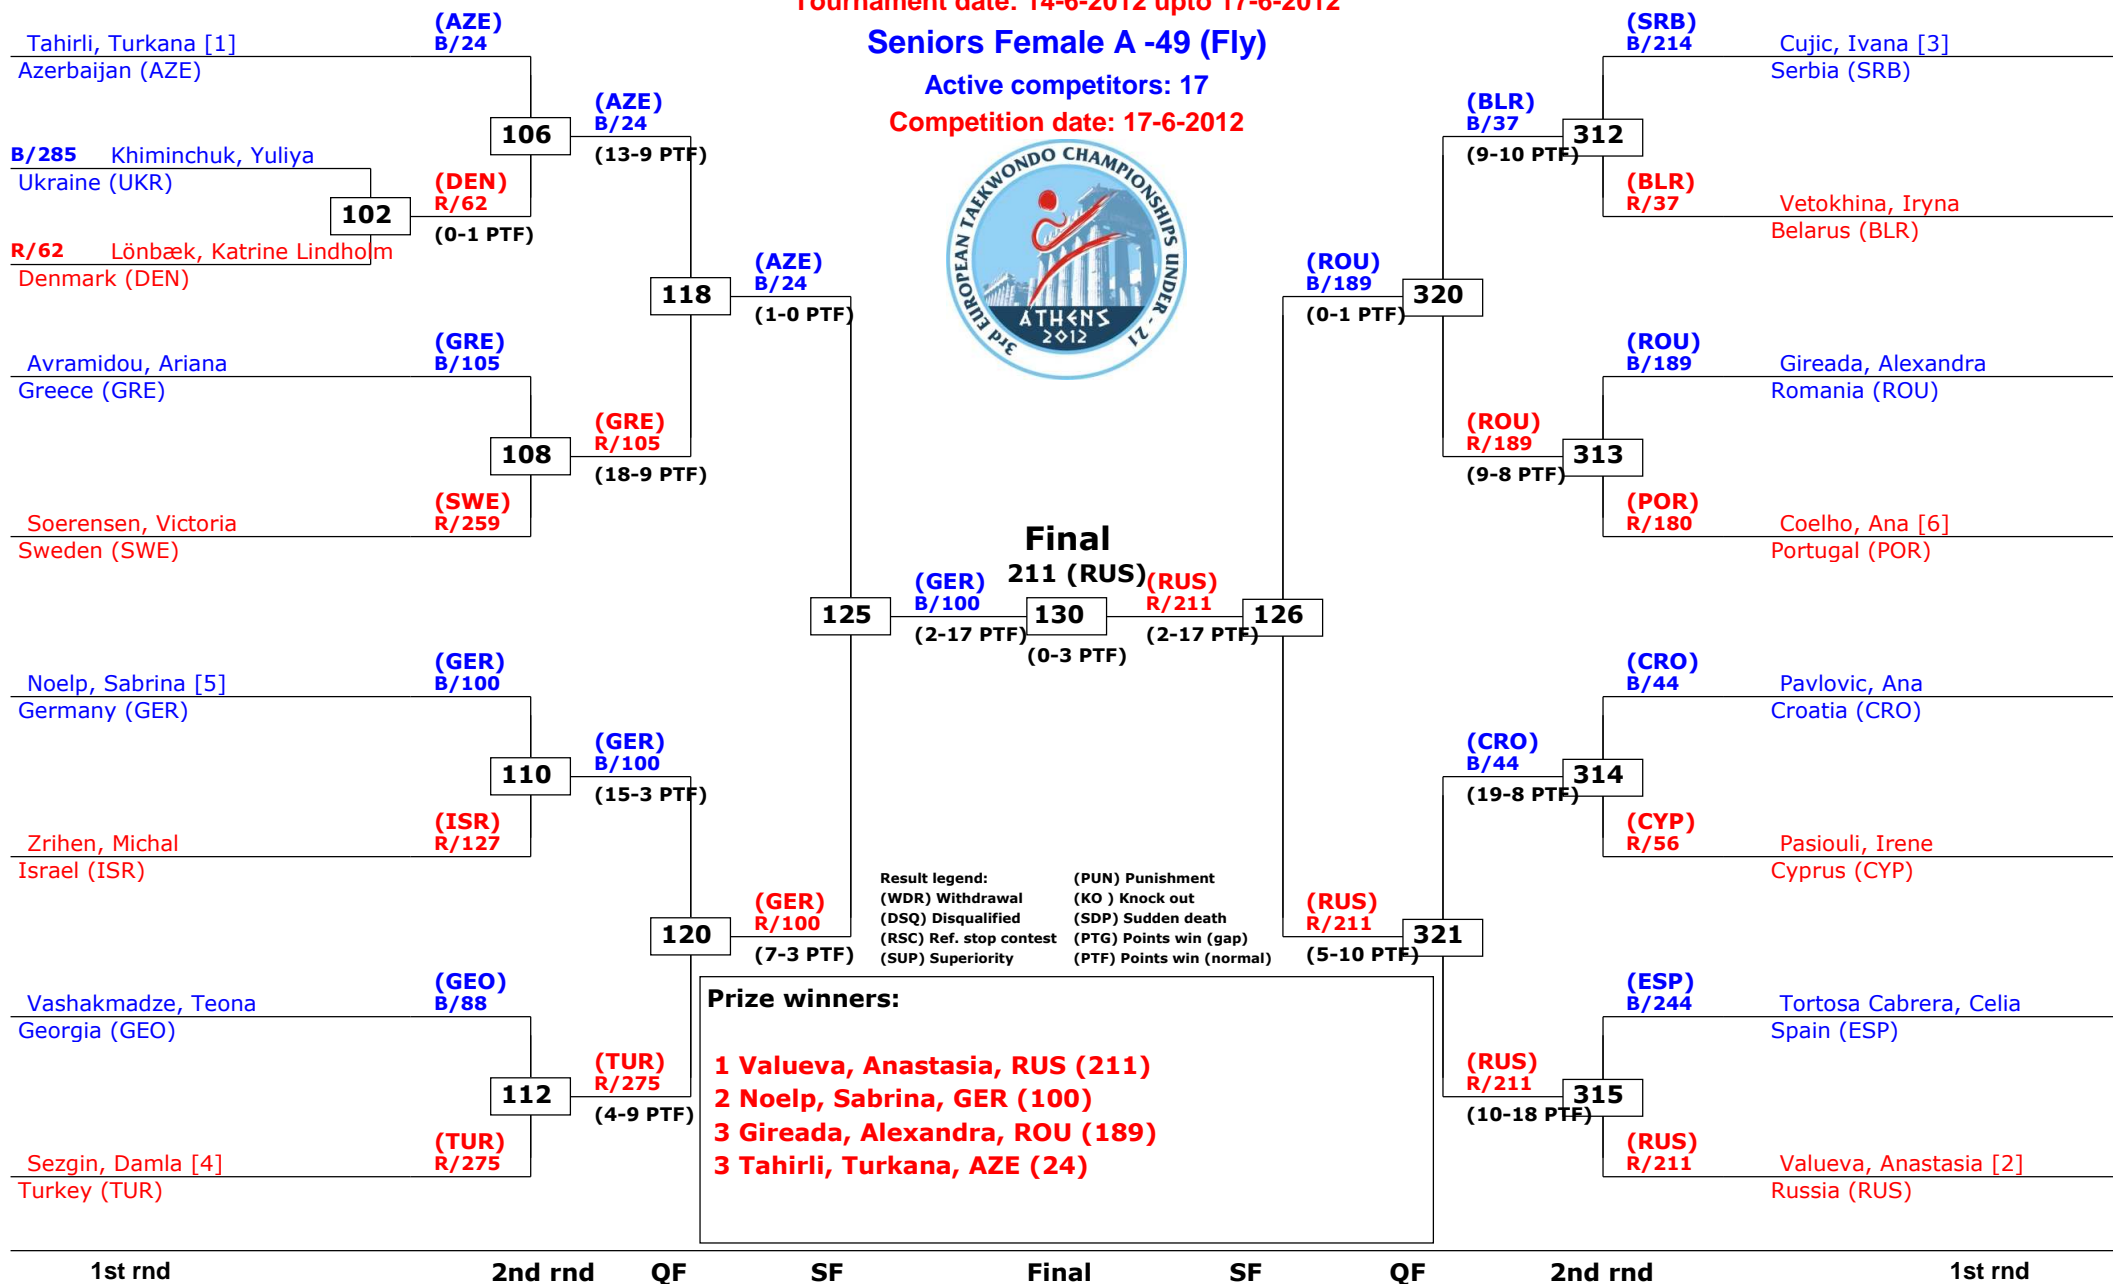 Tournament date: 14-6-2012 upto 17-6-2012
Seniors Female A -49 (Fly)
Active competitors: 17
Competition date: 17-6-2012
3rd EUROPEAN TAEKWONDO CHAMPIONSHIPS UNDER - 21
ATHENS
2012
Tahirli, Turkana [1]
Azerbaijan (AZE)
(AZE)
B/24
B/285 Khiminchuk, Yuliya
Ukraine (UKR)
102
R/62 Lönbæk, Katrine Lindholm
Denmark (DEN)
(DEN)
R/62
(0-1 PTF)
106
(AZE)
B/24
(13-9 PTF)
Avramidou, Ariana
Greece (GRE)
(GRE)
B/105
108
Soerensen, Victoria
Sweden (SWE)
(SWE)
R/259
(GRE)
R/105
(18-9 PTF)
118
(AZE)
B/24
(1-0 PTF)
Noelp, Sabrina [5]
Germany (GER)
(GER)
B/100
110
Zrihen, Michal
Israel (ISR)
(ISR)
R/127
(GER)
B/100
(15-3 PTF)
Vashakmadze, Teona
Georgia (GEO)
(GEO)
B/88
112
Sezgin, Damla [4]
Turkey (TUR)
(TUR)
R/275
(TUR)
R/275
(4-9 PTF)
120
(GER)
R/100
(7-3 PTF)
125
(GER)
B/100
(2-17 PTF)
Final
211 (RUS)
130
(0-3 PTF)
(RUS)
R/211
(2-17 PTF)
126
(SRB)
B/214
Cujic, Ivana [3]
Serbia (SRB)
312
(BLR)
R/37
Vetokhina, Iryna
Belarus (BLR)
(BLR)
B/37
(9-10 PTF)
(ROU)
B/189
Gireada, Alexandra
Romania (ROU)
313
(POR)
R/180
Coelho, Ana [6]
Portugal (POR)
(ROU)
R/189
(9-8 PTF)
320
(ROU)
B/189
(0-1 PTF)
(CRO)
B/44
Pavlovic, Ana
Croatia (CRO)
314
(CYP)
R/56
Pasiouli, Irene
Cyprus (CYP)
(CRO)
B/44
(19-8 PTF)
(ESP)
B/244
Tortosa Cabrera, Celia
Spain (ESP)
315
(RUS)
R/211
Valueva, Anastasia [2]
Russia (RUS)
(RUS)
R/211
(10-18 PTF)
321
(RUS)
R/211
(5-10 PTF)
Result legend: (PUN) Punishment
(WDR) Withdrawal (KO ) Knock out
(DSQ) Disqualified (SDP) Sudden death
(RSC) Ref. stop contest (PTG) Points win (gap)
(SUP) Superiority (PTF) Points win (normal)
Prize winners:
1 Valueva, Anastasia, RUS (211)
2 Noelp, Sabrina, GER (100)
3 Gireada, Alexandra, ROU (189)
3 Tahirli, Turkana, AZE (24)
1st rnd 2nd rnd QF SF Final SF QF 2nd rnd 1st rnd